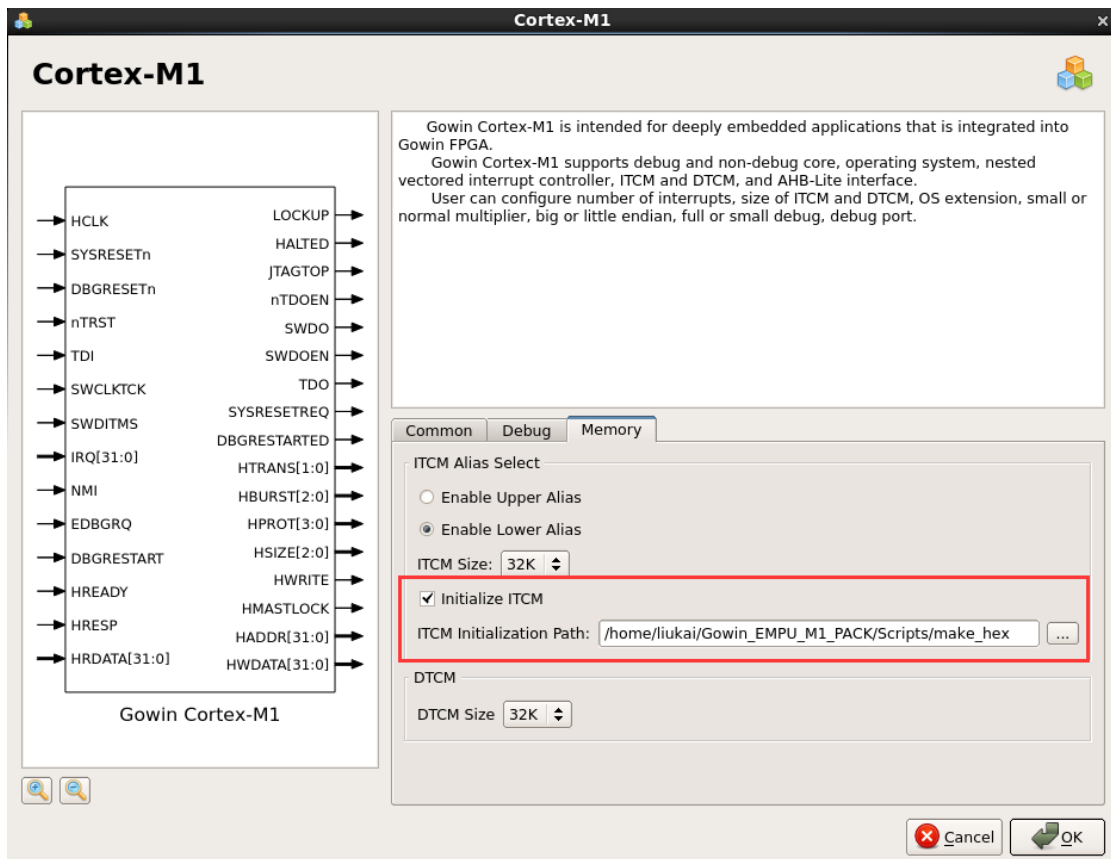 Cortex-M1
Cortex-M1
HCLK
SYSRESETn
DBGRESETn
nTRST
TDI
SWCLKTCK
SWDITMS
IRQ[31:0]
NMI
EDBGRQ
DBGRESTART
HREADY
HRESP
HRDATA[31:0]
LOCKUP
HALTED
JTAGTOP
nTDOEN
SWDO
SWDOEN
TDO
SYSRESETREQ
DBGRESTARTED
HTRANS[1:0]
HBURST[2:0]
HPROT[3:0]
HSIZE[2:0]
HWRITE
HMASTLOCK
HADDR[31:0]
HWDATA[31:0]
Gowin Cortex-M1
Gowin Cortex-M1 is intended for deeply embedded applications that is integrated into
Gowin FPGA.
Gowin Cortex-M1 supports debug and non-debug core, operating system, nested
vectored interrupt controller, ITCM and DTCM, and AHB-Lite interface.
User can configure number of interrupts, size of ITCM and DTCM, OS extension, small or
normal multiplier, big or little endian, full or small debug, debug port.
Common Debug Memory
ITCM Alias Select
Enable Upper Alias
Enable Lower Alias
ITCM Size: 32K
Initialize ITCM
ITCM Initialization Path: /home/liukai/Gowin_EMPU_M1_PACK/Scripts/make_hex ...
DTCM
DTCM Size 32K
Cancel OK